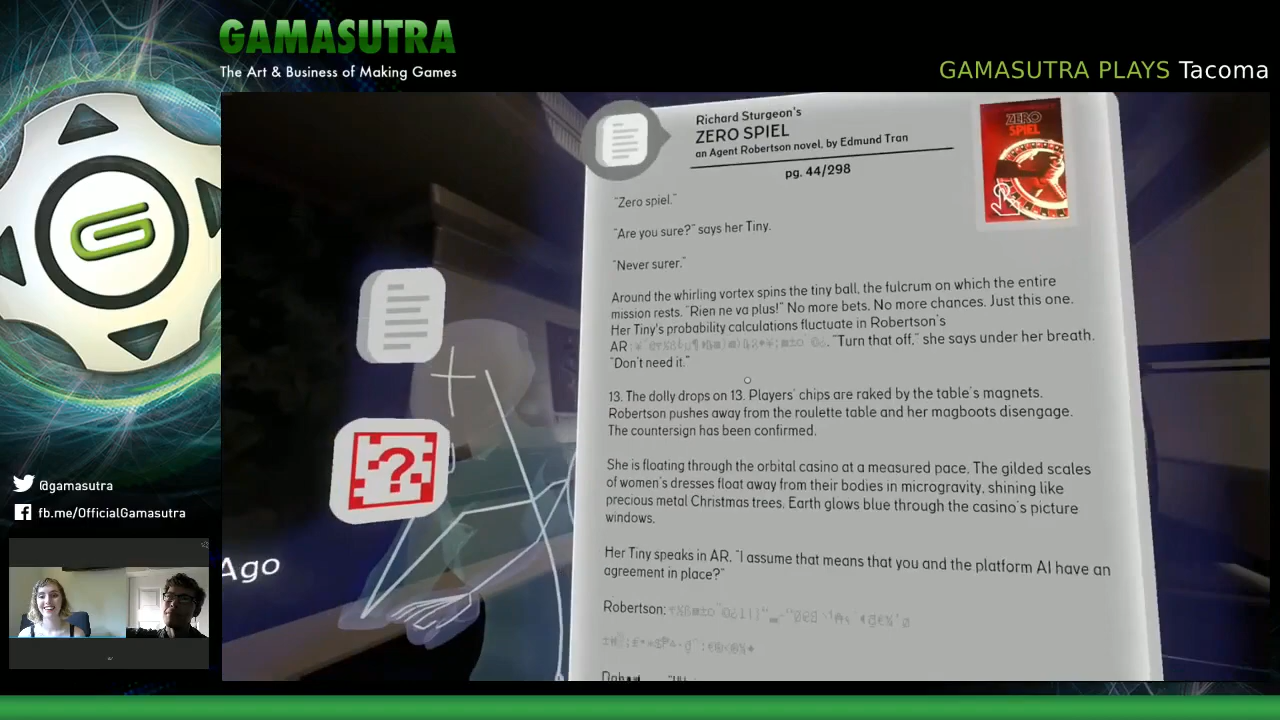 GAMASUTRA
The Art & Business of Making Games
GAMASUTRA PLAYS Tacoma
Richard Sturgeon's
ZERO SPIEL
an Agent Robertson novel, by Edmund Tran
pg. 44/298
ZERO
SPIEL
"Zero spiel."
"Are you sure?" says her Tiny.
"Never surer."
Around the whirling vortex spins the tiny ball, the fulcrum on which the entire
mission rests. "Rien ne va plus!" No more bets. No more chances. Just this one.
Her Tiny's probability calculations fluctuate in Robertson's
AR "Turn that off," she says under her breath.
"Don't need it."
13. The dolly drops on 13. Players' chips are raked by the table's magnets.
Robertson pushes away from the roulette table and her magboots disengage.
The countersign has been confirmed.
She is floating through the orbital casino at a measured pace. The gilded scales
of women's dresses float away from their bodies in microgravity, shining like
precious metal Christmas trees. Earth glows blue through the casino's picture
windows.
Her Tiny speaks in AR. "I assume that means that you and the platform AI have an
agreement in place?"
Robertson:
?
Ago
@gamasutra
fb.me/OfficialGamasutra